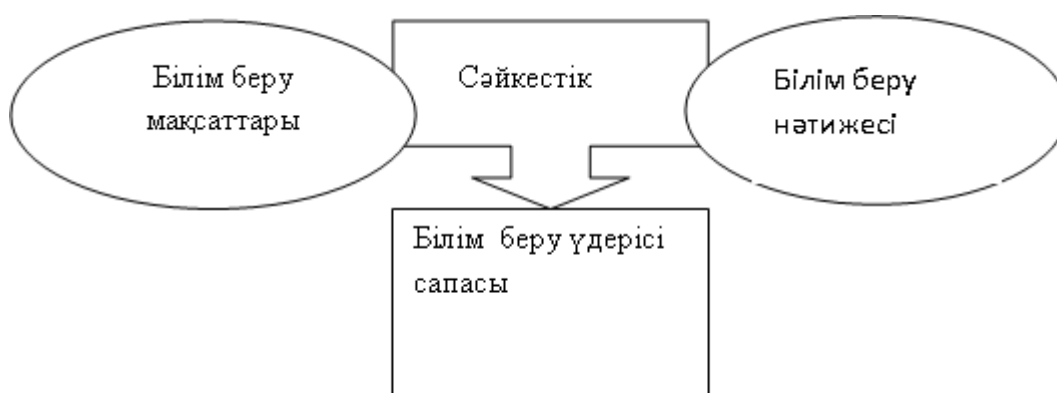 Білім беру
мақсаттары
Сәйкестік
Білім беру
нәтижесі
Білім беру үдерісі
сапасы